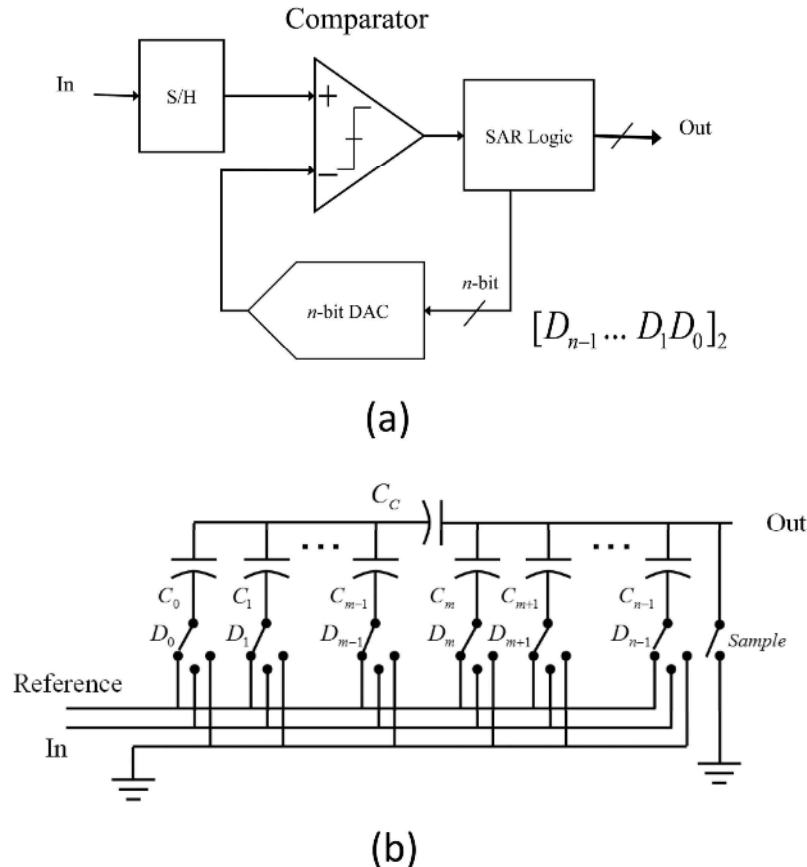 Comparator
In
S/H
+
−
SAR Logic
Out
n-bit DAC
n-bit
[D_{n-1}... D_1D_0]_2
(a)
C_C
Out
C_0 C_1 C_{m-1} C_m C_{m+1} C_{n-1}
D_0 D_1 D_{m-1} D_m D_{m+1} D_{n-1} Sample
Reference
In
(b)